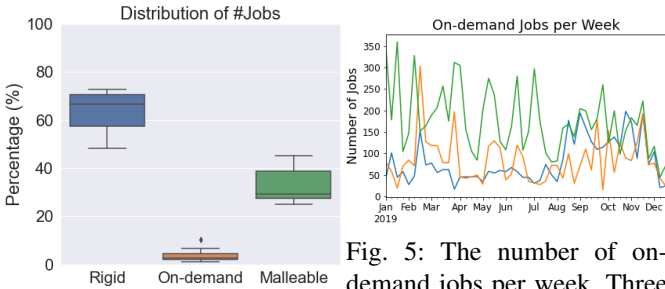 Distribution of #Jobs
100
80
60
40
20
0
Percentage (%)
Rigid On-demand Malleable
On-demand Jobs per Week
350
300
250
200
150
100
50
0
Number of Jobs
Jan Feb Mar Apr May Jun Jul Aug Sep Oct Nov Dec
2019
Fig. 5: The number of on-
demand jobs per week. Three